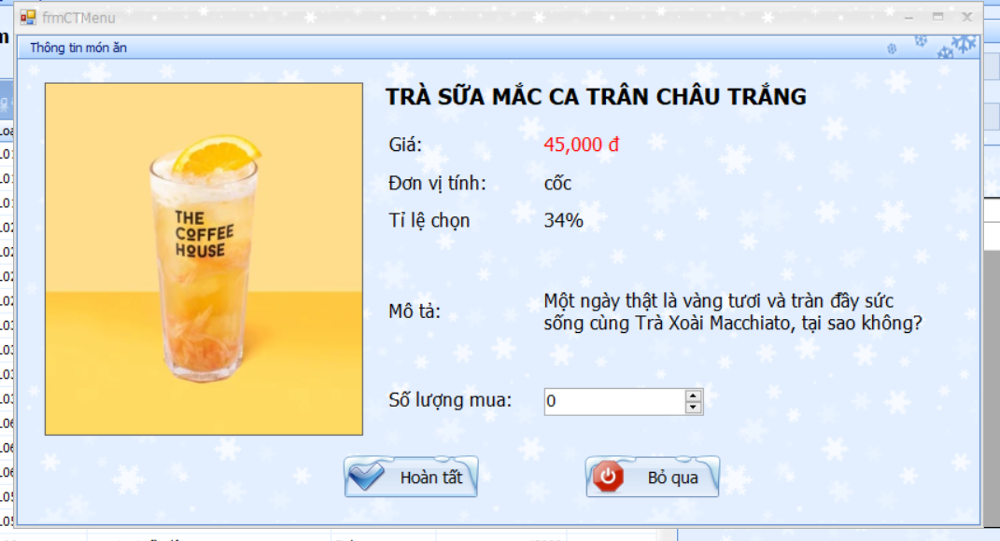 frmCTMenu
Thông tin món ăn
TRÀ SỮA MẮC CA TRÂN CHÂU TRẮNG
Giá: 45,000 đ
Đơn vị tính: cốc
Tỉ lệ chọn 34%
Mô tả: Một ngày thật là vàng tươi và tràn đầy sức
sống cùng Trà Xoài Macchiato, tại sao không?
Số lượng mua: 0
Hoàn tất Bỏ qua
THE
COFFEE
HOUSE